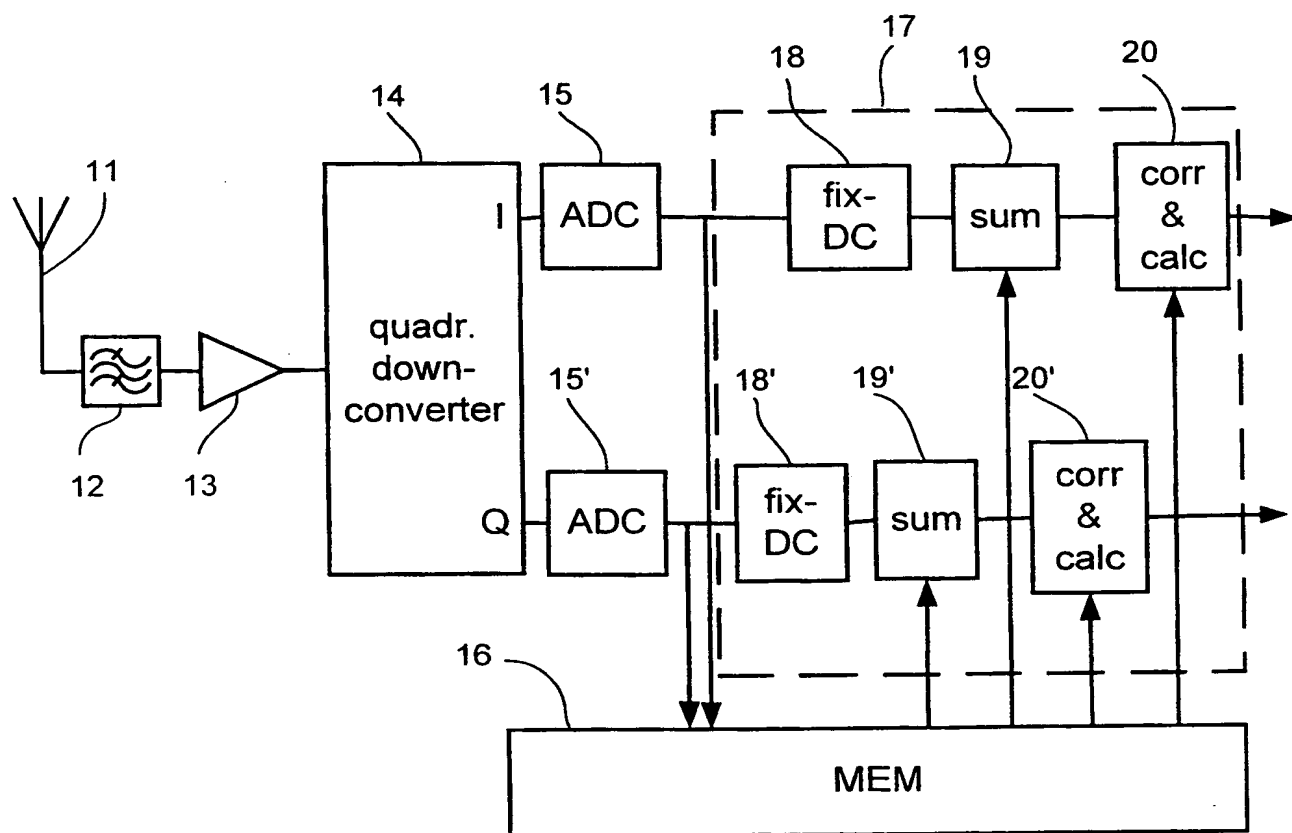 17
18
19
20
14
15
11
I
ADC
fix-
DC
sum
corr
&
calc
quadr.
down-
converter
12
13
15'
18'
19'
20'
Q
ADC
fix-
DC
sum
corr
&
calc
16
MEM